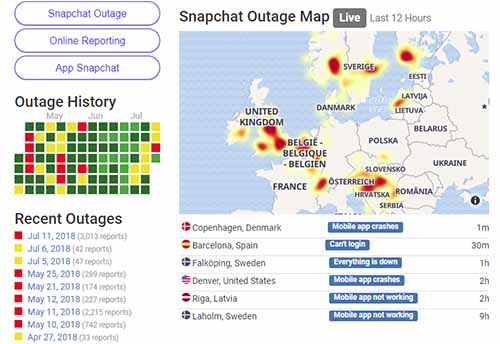 Snapchat Outage
Online Reporting
App Snapchat
Outage History
May Jun Jul
Recent Outages
Jul 11, 2018 (3,013 reports)
Jul 6, 2018 (42 reports)
Jul 5, 2018 (47 reports)
May 25, 2018 (289 reports)
May 21, 2018 (174 reports)
May 12, 2018 (227 reports)
May 11, 2018 (2,215 reports)
May 10, 2018 (742 reports)
Apr 27, 2018 (33 reports)
Snapchat Outage Map Live Last 12 Hours
SVERIGE
EESTI
LATVIJA
LIETUVA
DANMARK
UNITED
KINGDOM
BELARUS
POLSKA
BELGIË -
BELGIQUE
- BELGIEN
UKRAINE
SLOVENSKO
FRANCE
ÖSTERREICH
ROMÂNIA
HRVATSKA
SERBIA
Copenhagen, Denmark Mobile app crashes 1m
Barcelona, Spain Can't login 30m
Falköping, Sweden Everything is down 1h
Denver, United States Mobile app crashes 2h
Riga, Latvia Mobile app not working 2h
Laholm, Sweden Mobile app not working 9h